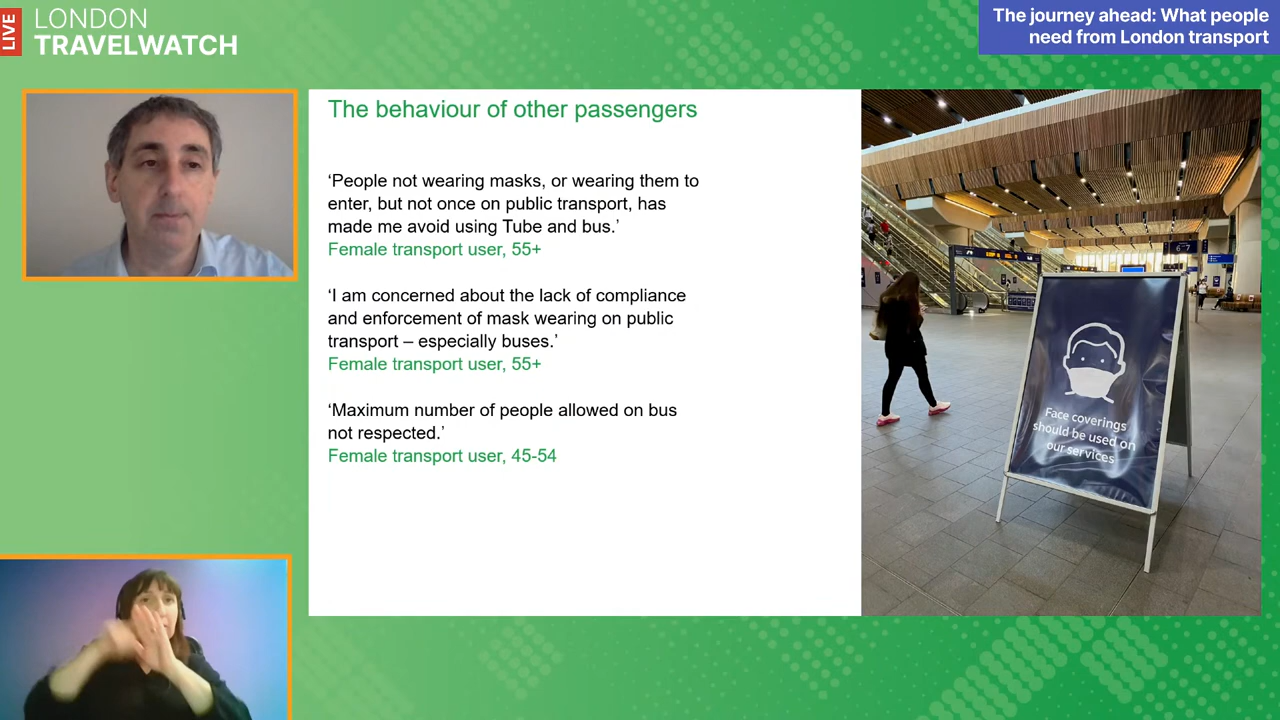 LIVE
LONDON
TRAVELWATCH
The journey ahead: What people
need from London transport
The behaviour of other passengers
‘People not wearing masks, or wearing them to
enter, but not once on public transport, has
made me avoid using Tube and bus.’
Female transport user, 55+
‘I am concerned about the lack of compliance
and enforcement of mask wearing on public
transport – especially buses.’
Female transport user, 55+
‘Maximum number of people allowed on bus
not respected.’
Female transport user, 45-54
6-7
Face coverings
should be used on
our services